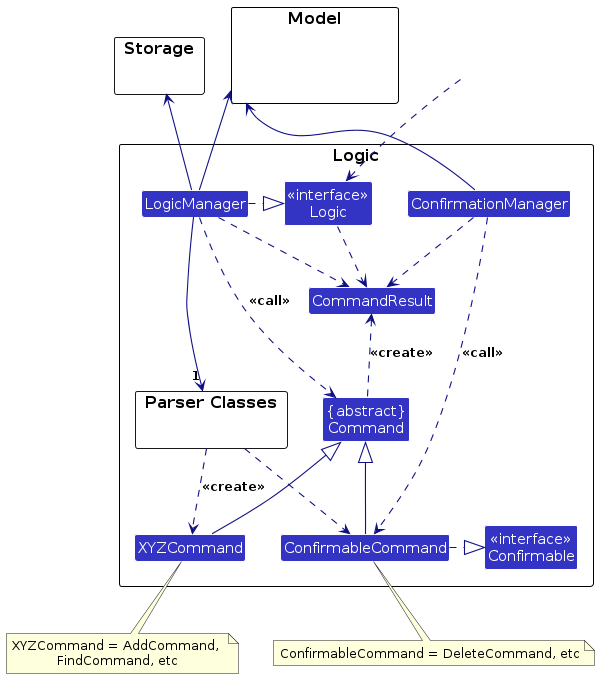 Model
Storage
Logic
LogicManager
«interface»
Logic
ConfirmationManager
CommandResult
«call»
«create»
«call»
1
Parser Classes
{abstract}
Command
«create»
XYZCommand
ConfirmableCommand
«interface»
Confirmable
XYZCommand = AddCommand,
FindCommand, etc
ConfirmableCommand = DeleteCommand, etc